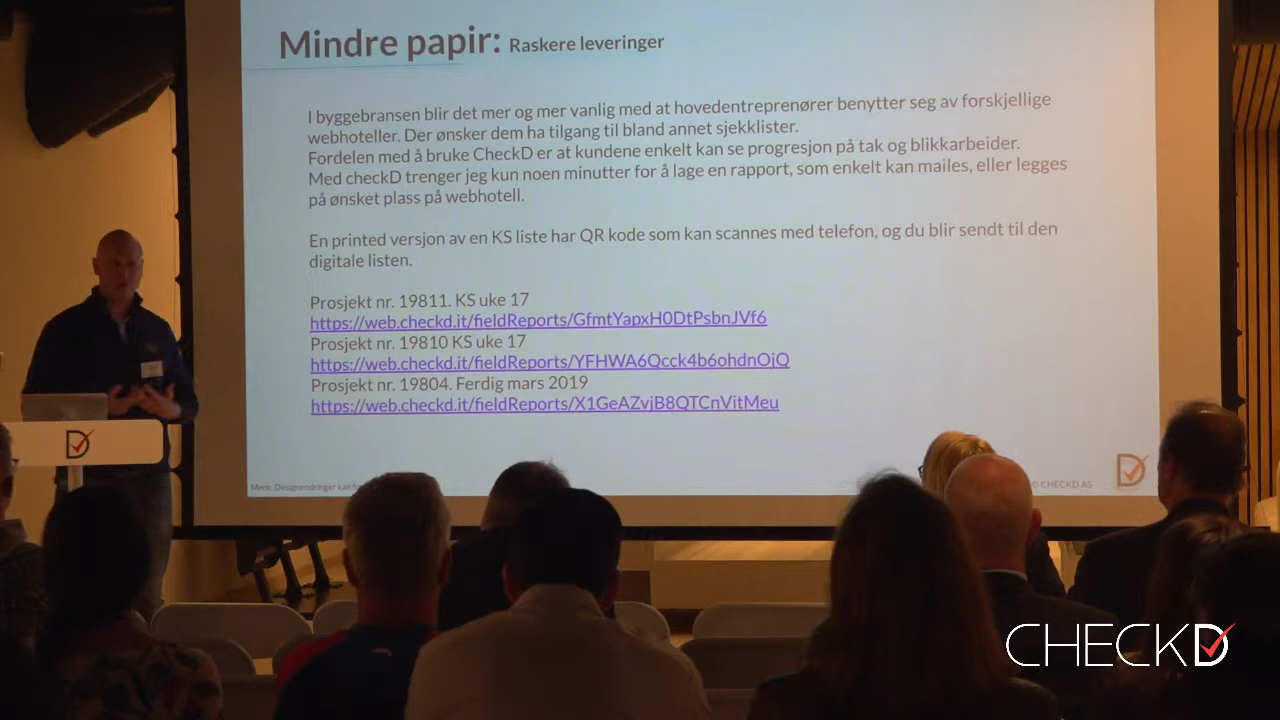 Mindre papir: Raskere leveringer
I byggebransen blir det mer og mer vanlig med at hovedentreprenører benytter seg av forskjellige
webhoteller. Der ønsker dem ha tilgang til bland annet sjekklister.
Fordelen med å bruke CheckD er at kundene enkelt kan se progresjon på tak og blikkarbeider.
Med checkD trenger jeg kun noen minutter for å lage en rapport, som enkelt kan mailes, eller legges
på ønsket plass på webhotell.
En printed versjon av en KS liste har QR kode som kan scannes med telefon, og du blir sendt til den
digitale listen.
Prosjekt nr. 19811. KS uke 17
https://web.checkd.it/fieldReports/GfmtYapxH0DtPsbnJVf6
Prosjekt nr. 19810 KS uke 17
https://web.checkd.it/fieldReports/YFHWA6Qcck4b6ohdnOjQ
Prosjekt nr. 19804. Ferdig mars 2019
https://web.checkd.it/fieldReports/X1GeAZvjB8QTCnVitMeu
Merk: Designendringer kan
© CHECKD AS
CHECKD